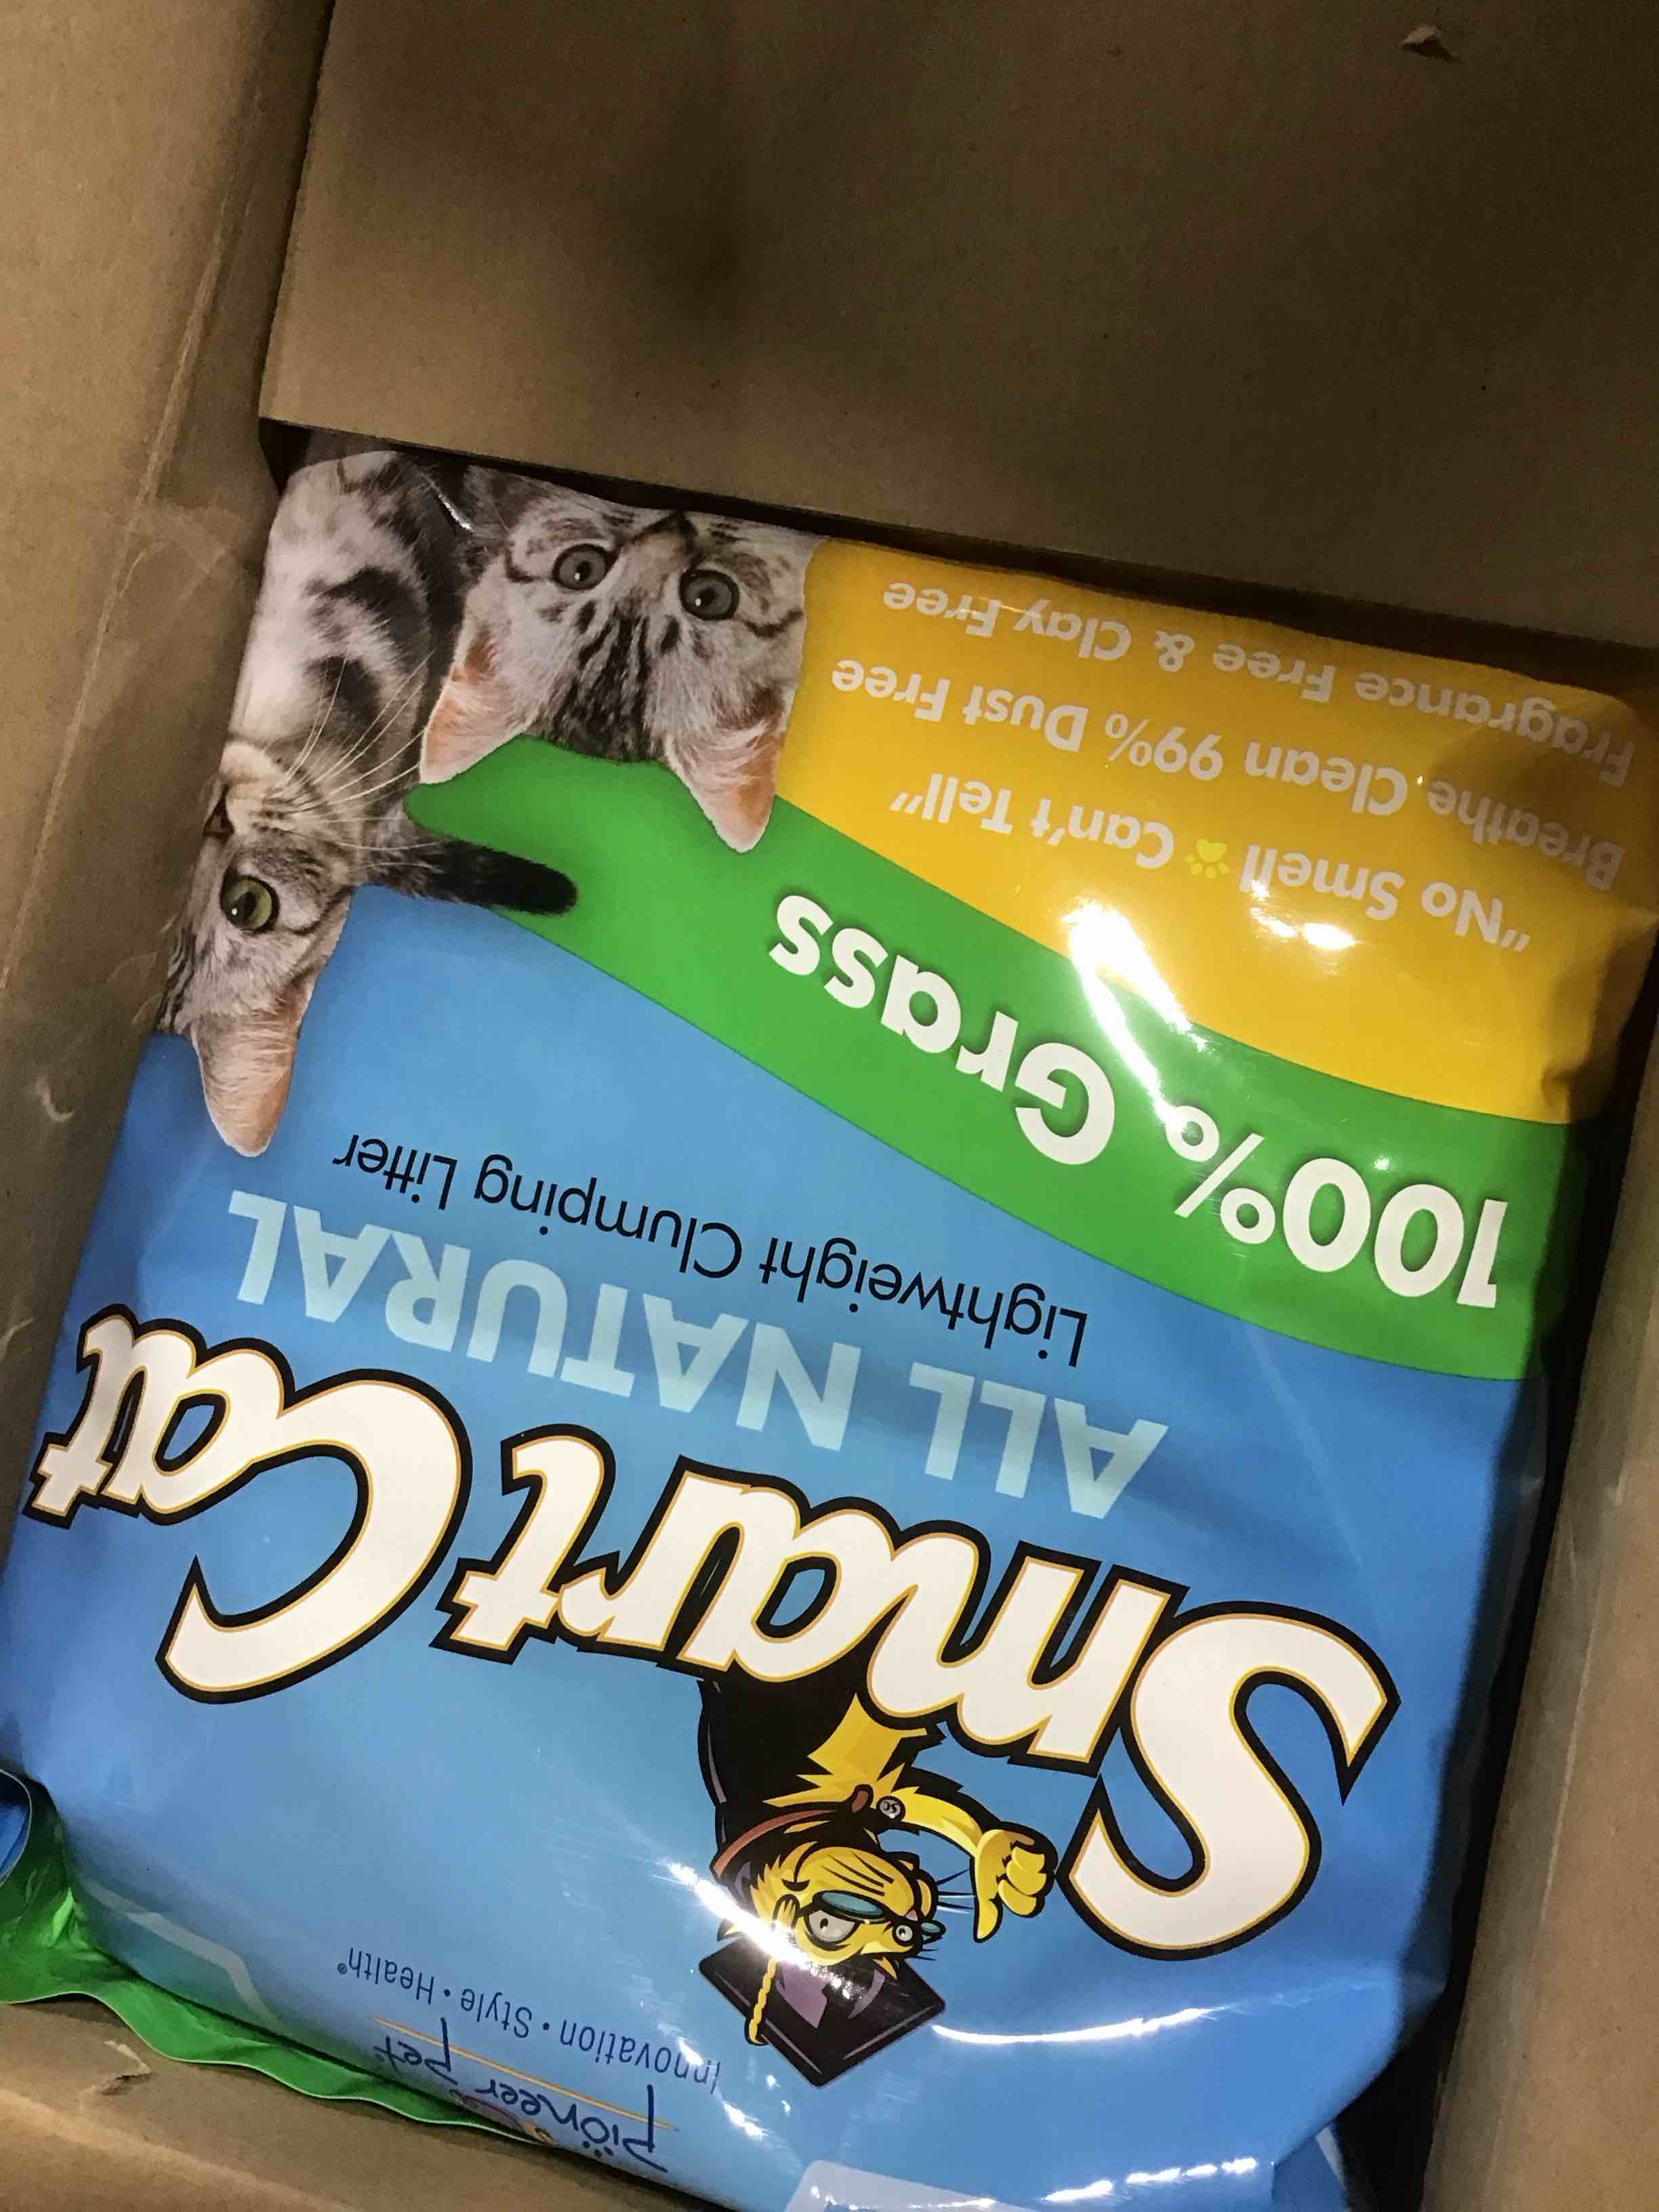 pioneer pet
Innovation • Style • Health®
SmartCat
ALL NATURAL
Lightweight Clumping Litter
100% Grass
"No Smell Can't Tell"
Breathe Clean 99% Dust Free
Fragrance Free & Clay Free